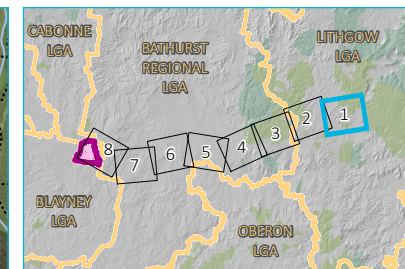 CABONNE
LGA
BATHURST
REGIONAL
LGA
LITHGOW
LGA
1
2
3
4
5
6
7
8
BLAYNEY
LGA
OBERON
LGA